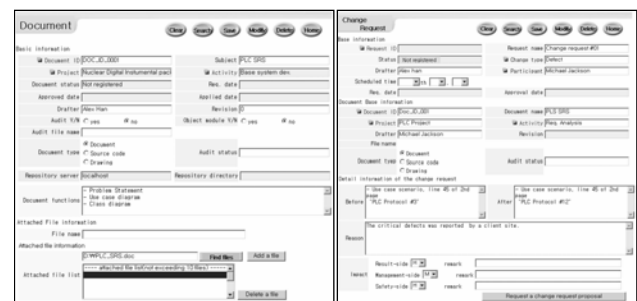 Document
Clear Search Save Modify Delete Home
Basic information
Document ID DOC_ID_0001 Subject PLC SRS
Project Nuclear Digital Instrumental pack Activity Base system dev.
Document status Not registered Reg. date
Approved date Applied date
Drafter Alex Han Revision 0
Audit Y/N yes no Object module Y/N yes no
Audit file name
Document type Document Source code Drawing Audit status
Repository server localhost Repository directory
Document functions
- Problem Statement
- Use case diagram
- Class diagram
Attached File information
File name
Attached file information
D:\PLC_SRS.doc Find files Add a file
Attached file list
---- attached file list(not exceeding 10 files) ----
Delete a file
Change Request
Clear Search Save Modify Delete Home
Base information
Request ID Request name Change request-#01
Status Not registered Change type Defect
Drafter Alex han Participant Michael Jackson
Scheduled time
Req. date Approval date
Document Base information
Document ID Doc_ID_001 Document name PLS SRS
Project PLC Project Activity Req. Analysis
Drafter Michael Jackson Revision
File name
Document type Document Source code Drawing Audit status
Detail information of the change request
Before
- Use case scenario, line 45 of 2nd page
"PLC Protocol #3"
After
- Use case scenario, line 45 of 2nd page
"PLC Protocol #12"
Reason
The critical defects was reported by a client site.
Impact
Result-side remark
Management-side M remark
Safety-side remark
Request a change request proposal